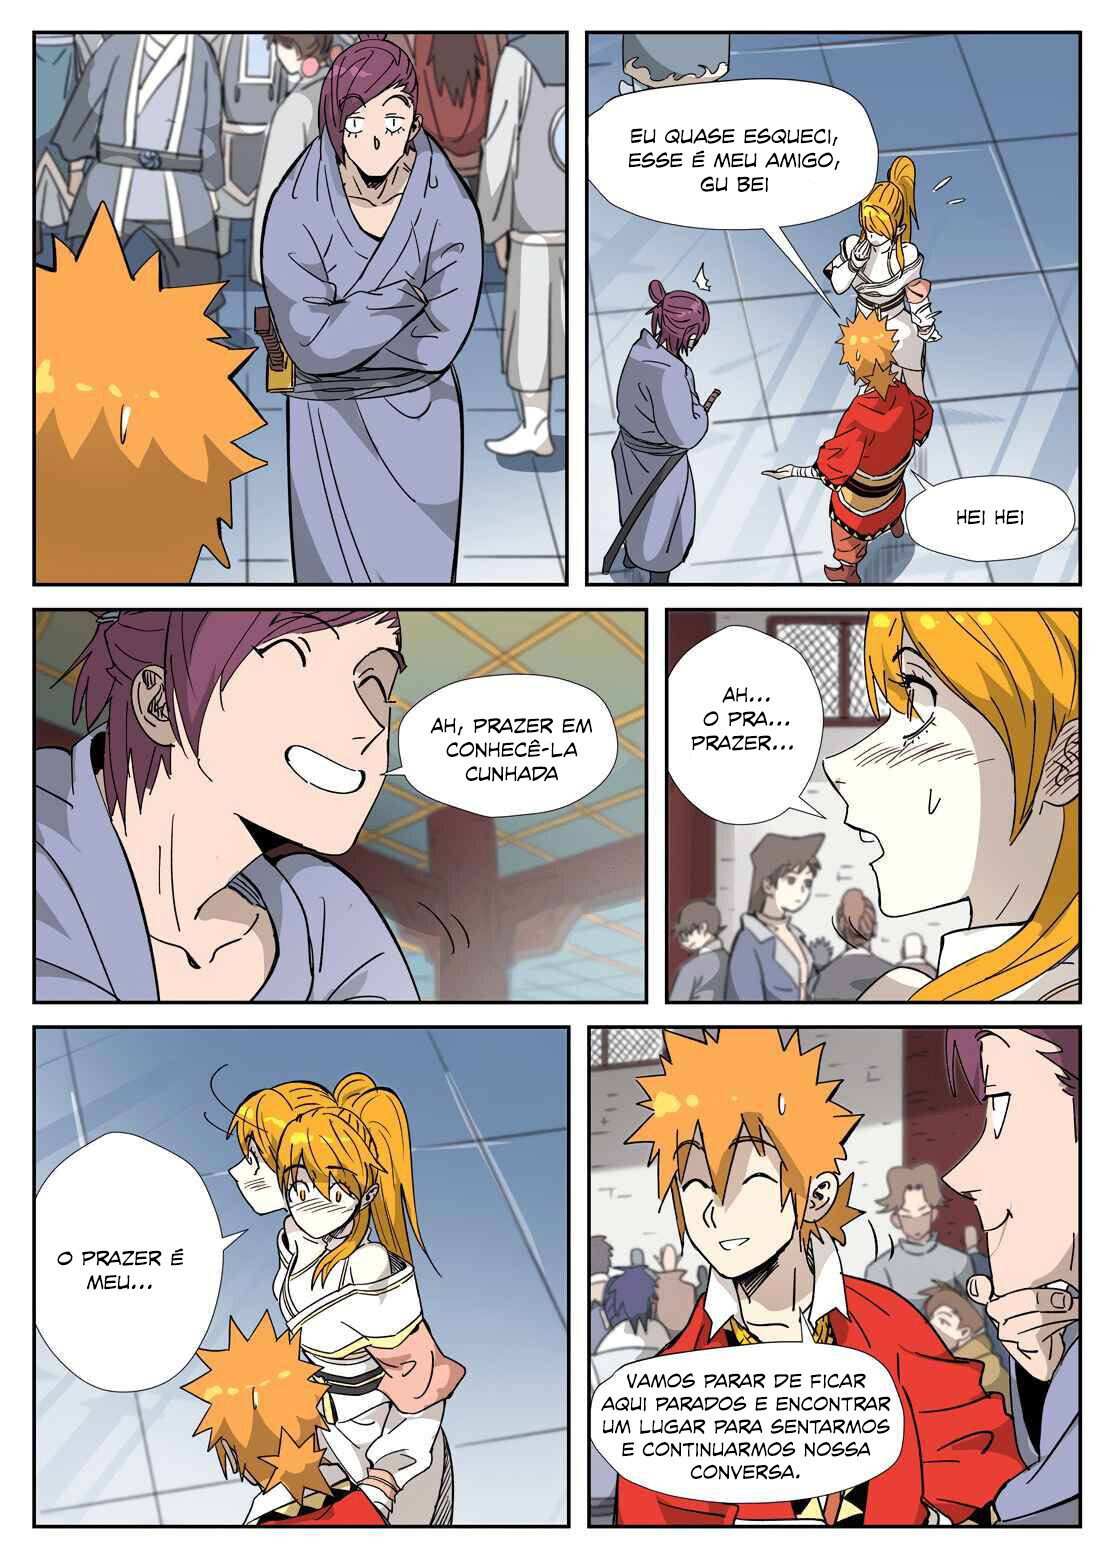 EU QUASE ESQUECI,
ESSE É MEU AMIGO,
GU BEI
HEI HEI
AH, PRAZER EM
CONHECÊ-LA
CUNHADA
AH...
O PRA...
PRAZER...
O PRAZER É
MEU...
VAMOS PARAR DE FICAR
AQUI PARADOS E ENCONTRAR
UM LUGAR PARA SENTARMOS
E CONTINUARMOS NOSSA
CONVERSA.